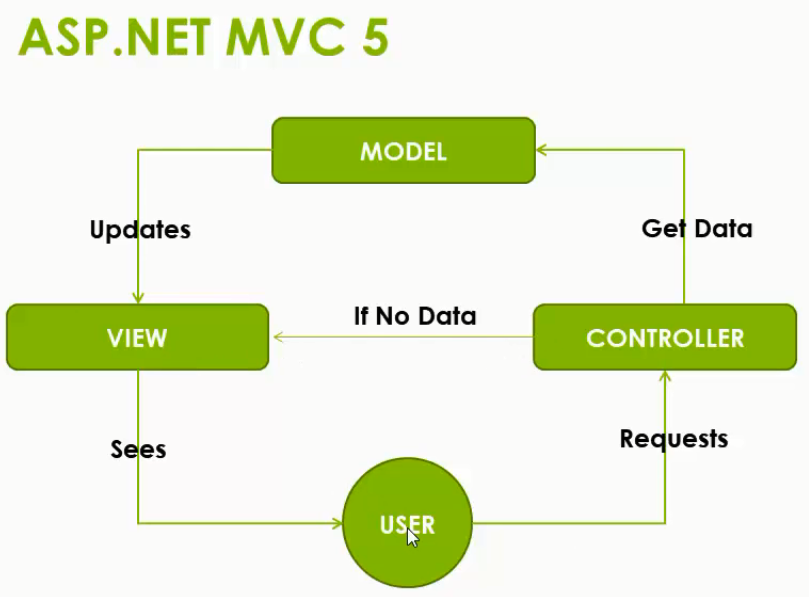 ASP.NET MVC 5
MODEL
Updates
Get Data
If No Data
VIEW
CONTROLLER
Sees
Requests
USER